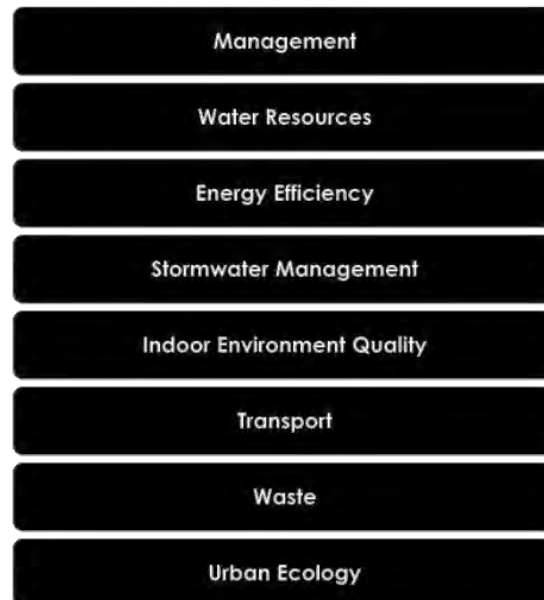 Management
Water Resources
Energy Efficiency
Stormwater Management
Indoor Environment Quality
Transport
Waste
Urban Ecology